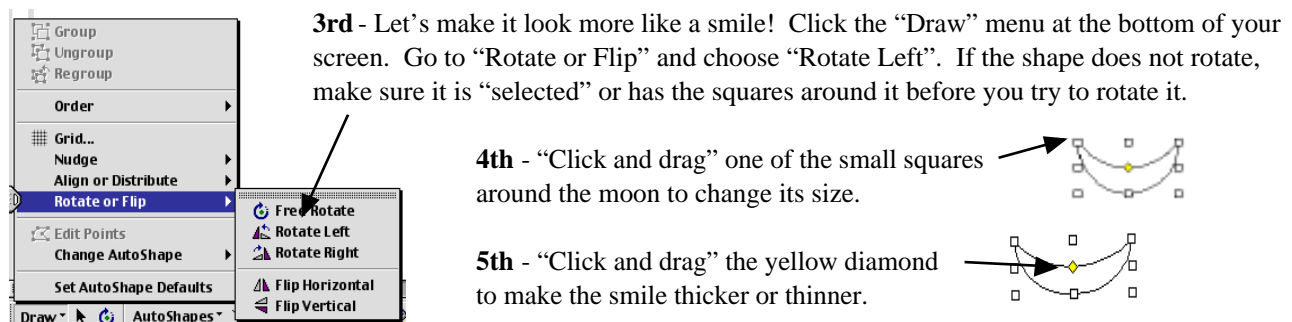 3rd - Let’s make it look more like a smile! Click the “Draw” menu at the bottom of your
screen. Go to “Rotate or Flip” and choose “Rotate Left”. If the shape does not rotate,
make sure it is “selected” or has the squares around it before you try to rotate it.
Group
Ungroup
Regroup
Order
Grid...
Nudge
Align or Distribute
Rotate or Flip
Edit Points
Change AutoShape
Set AutoShape Defaults
Draw
AutoShapes
Free Rotate
Rotate Left
Rotate Right
Flip Horizontal
Flip Vertical
4th - “Click and drag” one of the small squares
around the moon to change its size.
5th - “Click and drag” the yellow diamond
to make the smile thicker or thinner.